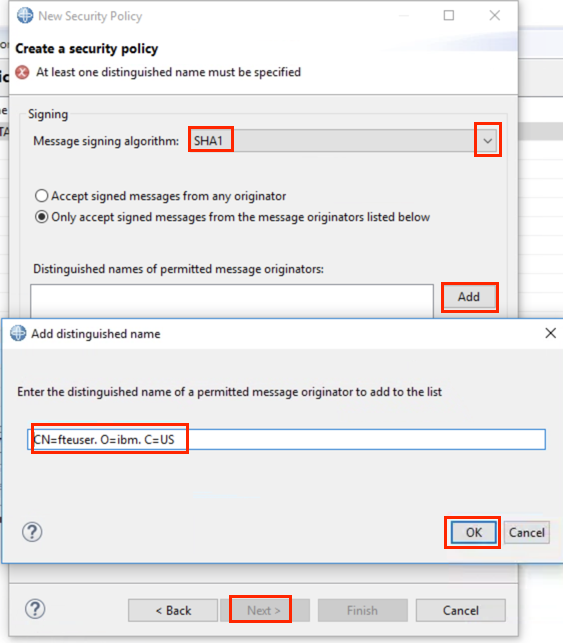 New Security Policy
Create a security policy
At least one distinguished name must be specified
Signing
Message signing algorithm: SHA1
Accept signed messages from any originator
Only accept signed messages from the message originators listed below
Distinguished names of permitted message originators:
Add
Add distinguished name
Enter the distinguished name of a permitted message originator to add to the list
CN=fteuser. O=ibm. C=US
OK Cancel
< Back Next > Finish Cancel